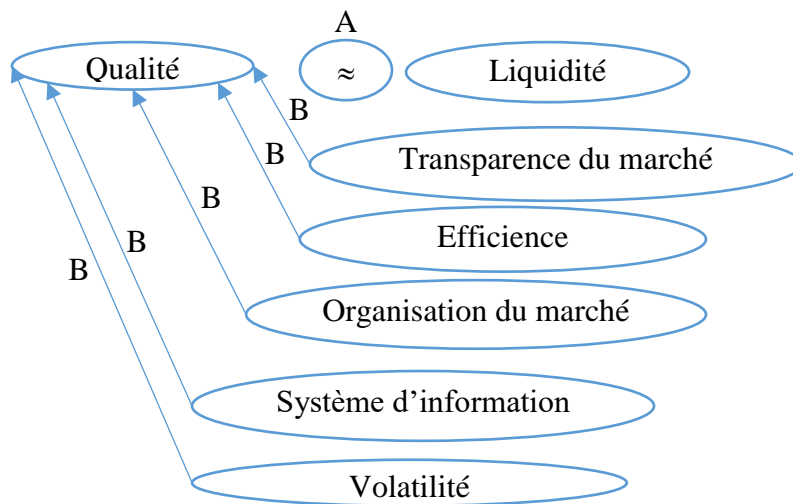 A
Qualité ≈ Liquidité
B
Transparence du marché
B
B
Efficience
B
B
Organisation du marché
Système d’information
Volatilité